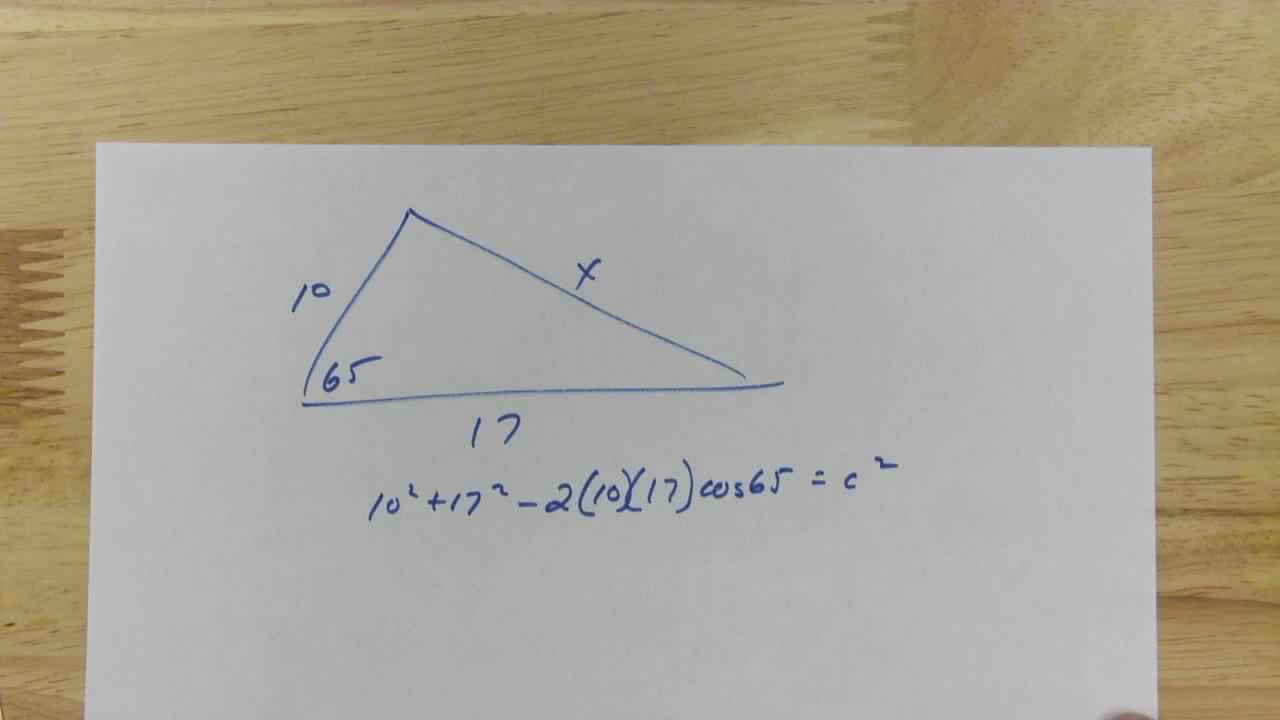 x
10
65
17
10² + 17² - 2(10)(17) cos65 = c²